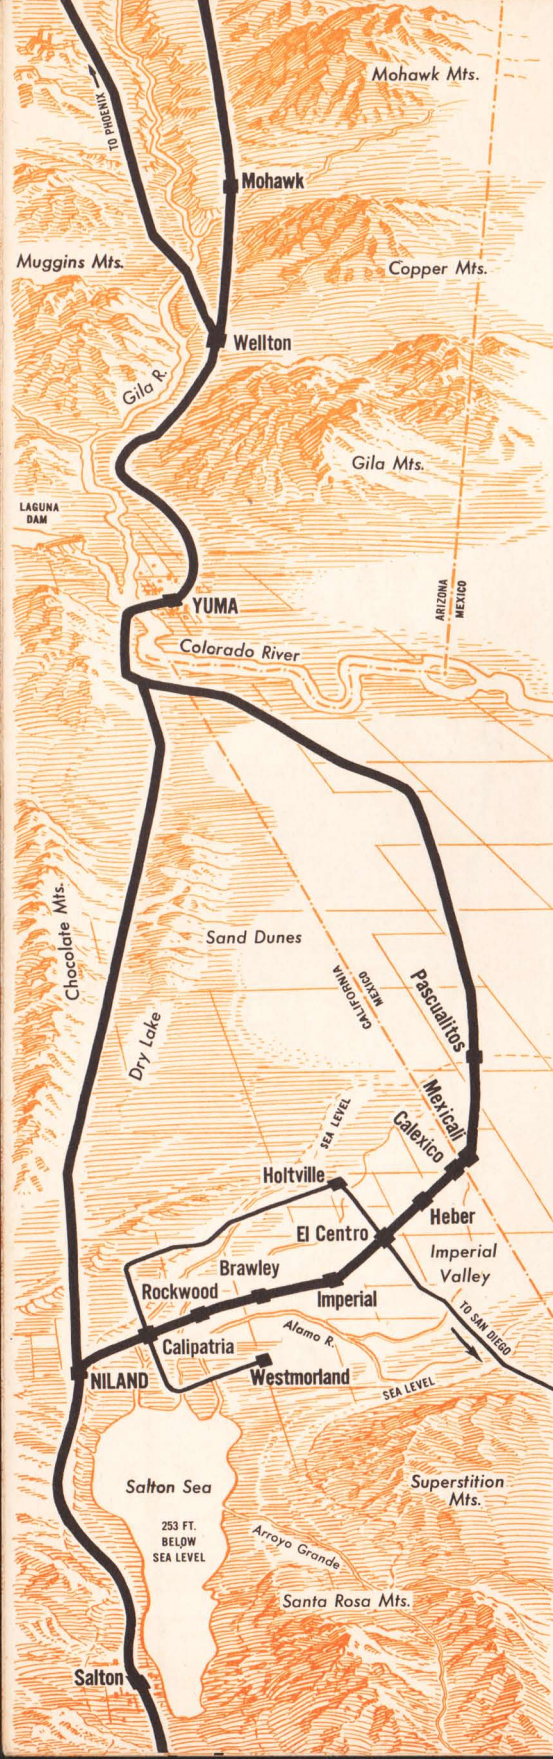 Mohawk Mts.
TO PHOENIX
Mohawk
Muggins Mts.
Copper Mts.
Wellton
Gila R.
Gila Mts.
LAGUNA
DAM
ARIZONA
MEXICO
YUMA
Colorado River
Chocolate Mts.
Sand Dunes
CALIFORNIA
MEXICO
Pascualitos
Dry Lake
SEA LEVEL
Mexicali
Calexico
Holtville
Heber
El Centro
Imperial
Valley
Brawley
Rockwood
Imperial
TO SAN DIEGO
Alamo R.
Calipatria
Westmorland
NILAND
SEA LEVEL
Salton Sea
Superstition
Mts.
253 FT.
BELOW
SEA LEVEL
Arroyo Grande
Santa Rosa Mts.
Salton